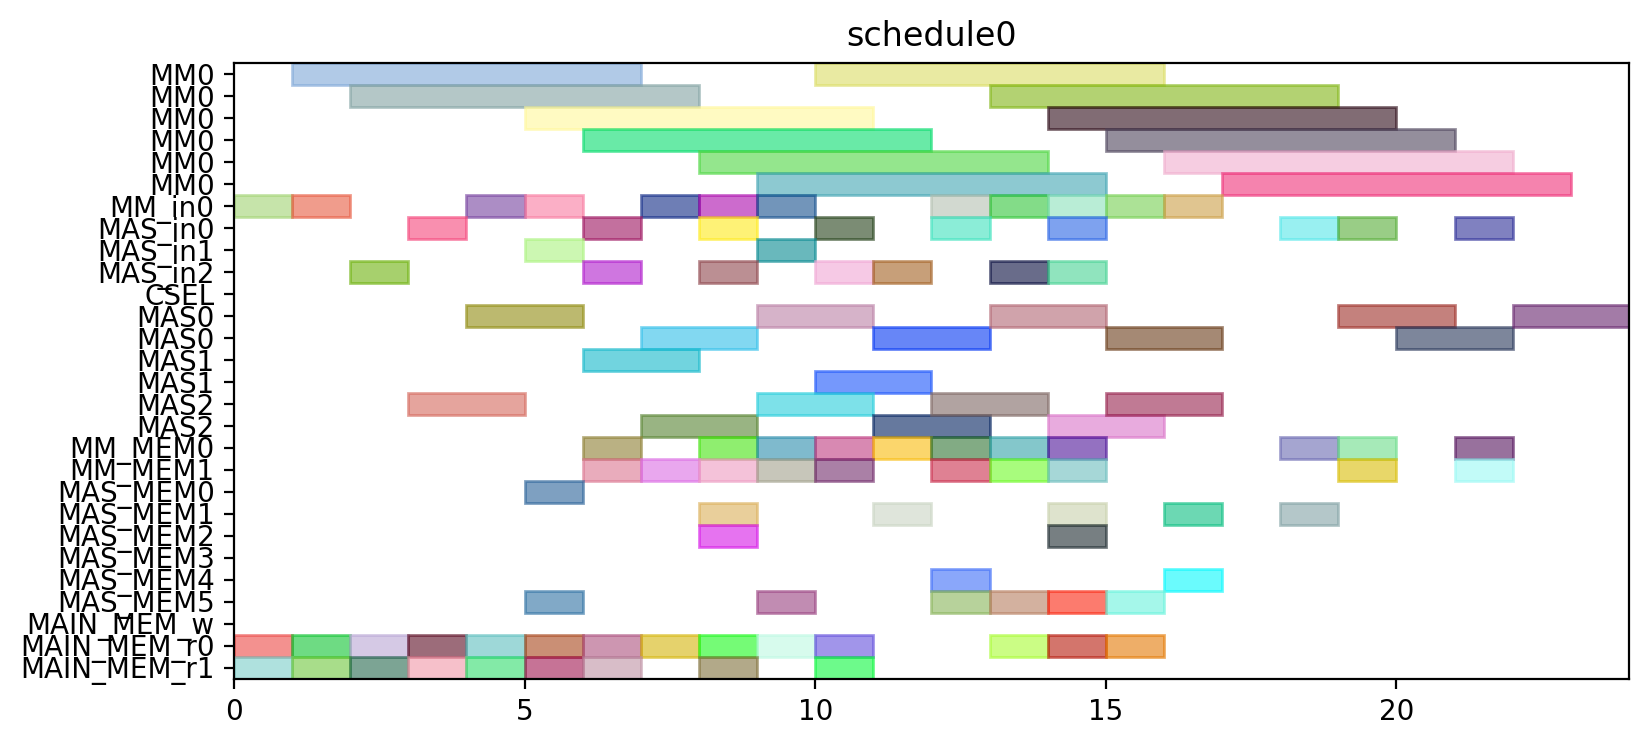 schedule0
MM0
MM0
MM0
MM0
MM0
MM0
MM_in0
MAS_in0
MAS_in1
MAS_in2
CSEL
MAS0
MAS0
MAS1
MAS1
MAS2
MAS2
MM_MEM0
MM_MEM1
MAS_MEM0
MAS_MEM1
MAS_MEM2
MAS_MEM3
MAS_MEM4
MAS_MEM5
MAIN_MEM_w
MAIN_MEM_r0
MAIN_MEM_r1
0 5 10 15 20